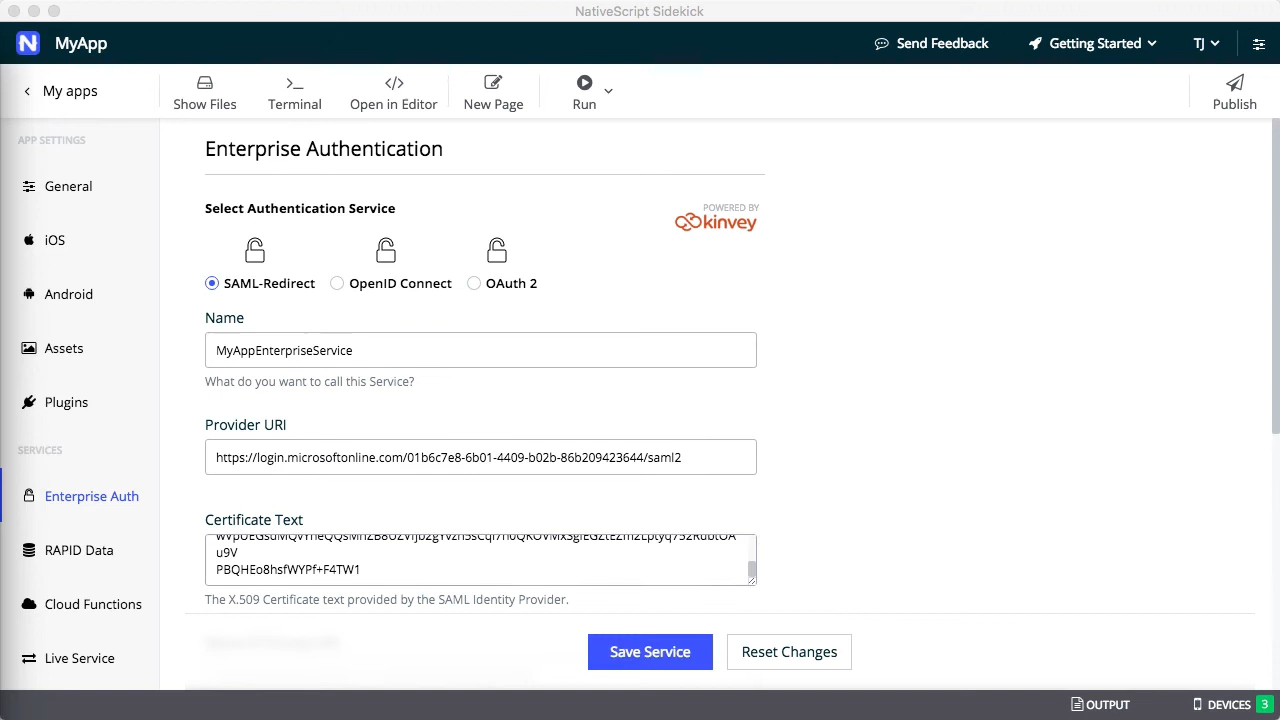 NativeScript Sidekick
N MyApp
Send Feedback
Getting Started
TJ
My apps
Show Files
Terminal
Open in Editor
New Page
Run
Publish
APP SETTINGS
General
iOS
Android
Assets
Plugins
SERVICES
Enterprise Auth
RAPID Data
Cloud Functions
Live Service
Enterprise Authentication
Select Authentication Service
POWERED BY
kinvey
SAML-Redirect
OpenID Connect
OAuth 2
Name
MyAppEnterpriseService
What do you want to call this Service?
Provider URI
https://login.microsoftonline.com/01b6c7e8-6b01-4409-b02b-86b209423644/saml2
Certificate Text
u9V
PBQHEo8hsfWYPf+F4TW1
The X.509 Certificate text provided by the SAML Identity Provider.
Save Service
Reset Changes
OUTPUT
DEVICES 3